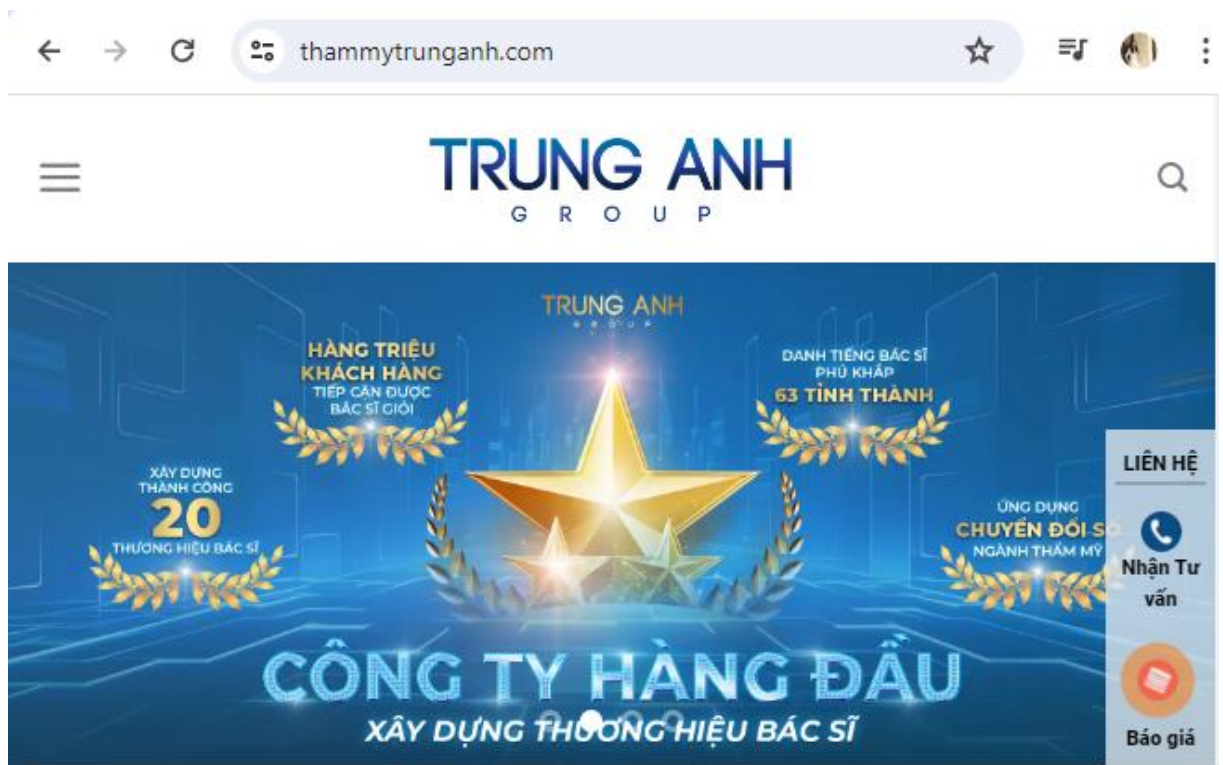 thammytrunganh.com
TRUNG ANH
GROUP
TRUNG ANH
GROUP
HÀNG TRIỆU
KHÁCH HÀNG
TIẾP CẬN ĐƯỢC
BÁC SĨ GIỎI
DANH TIẾNG BÁC SĨ
PHỦ KHẮP
63 TỈNH THÀNH
XÂY DỰNG
THÀNH CÔNG
20
THƯƠNG HIỆU BÁC SĨ
ỨNG DỤNG
CHUYỂN ĐỔI SỐ
NGÀNH THẨM MỸ
LIÊN HỆ
Nhận Tư
vấn
Báo giá
CÔNG TY HÀNG ĐẦU
XÂY DỰNG THƯƠNG HIỆU BÁC SĨ